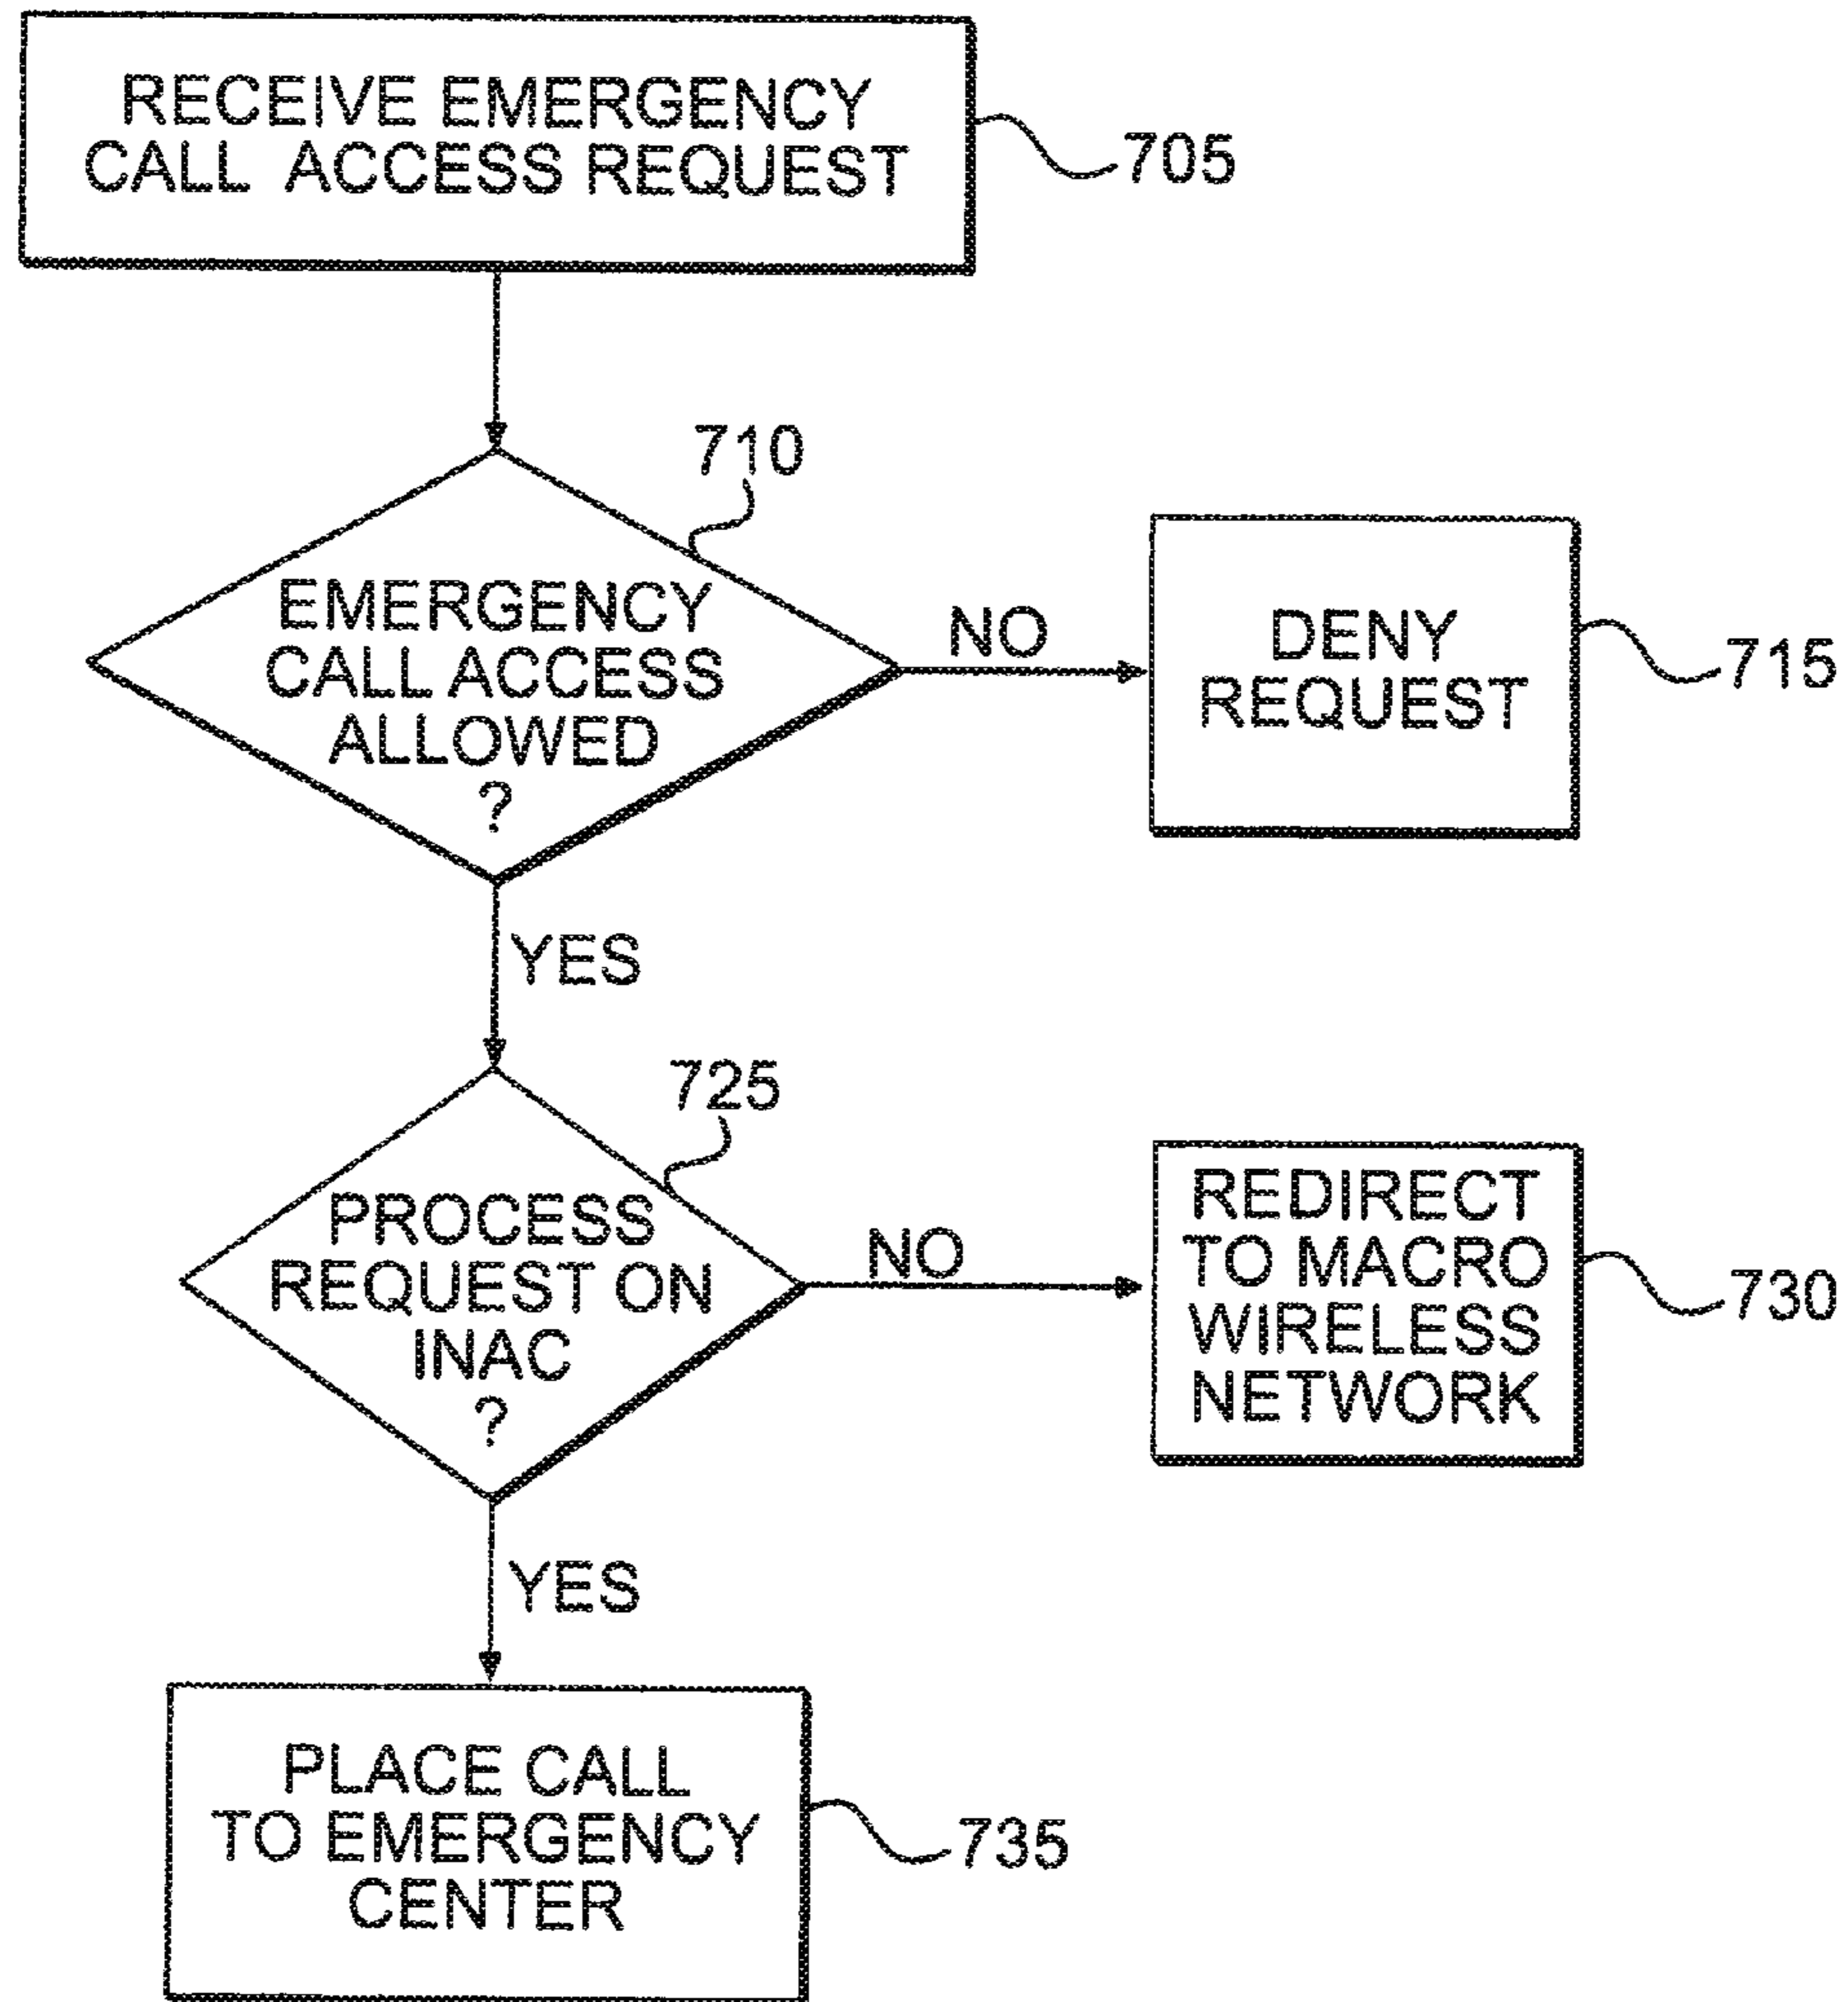 RECEIVE EMERGENCY
CALL ACCESS REQUEST
705
710
EMERGENCY
CALL ACCESS
ALLOWED
?
NO
DENY
REQUEST
715
YES
725
PROCESS
REQUEST ON
INAC
?
NO
REDIRECT
TO MACRO
WIRELESS
NETWORK
730
YES
PLACE CALL
TO EMERGENCY
CENTER
735